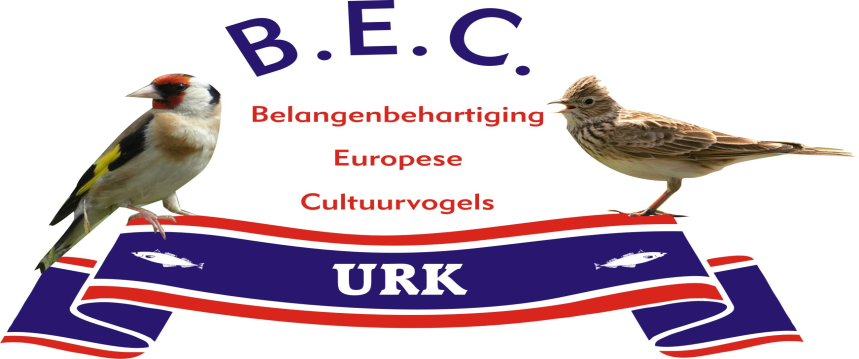 B.E.C.
Belangenbehartiging
Europese
Cultuurvogels
URK